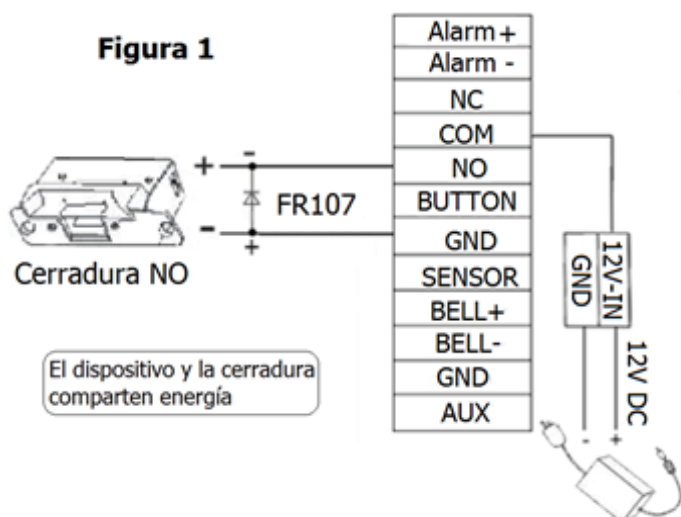 Figura 1
Alarm +
Alarm -
NC
COM
NO
BUTTON
GND
SENSOR
BELL+
BELL-
GND
AUX
+
-
-
+
FR107
Cerradura NO
El dispositivo y la cerradura
comparten energía
GND
12V-IN
12V DC
-
+